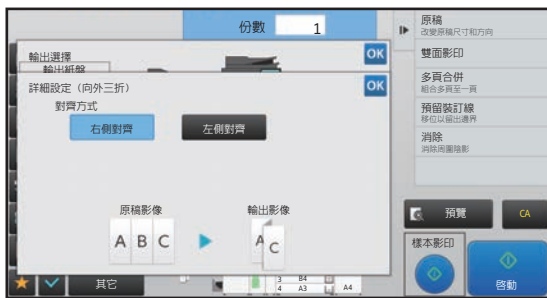 份數 1
原稿
改變原稿尺寸和方向
雙面影印
多頁合併
組合多頁至一頁
預留裝訂線
移位以留出邊界
消除
消除周圍陰影
輸出選擇
OK
輸出紙盤
詳細設定（向外三折）
OK
對齊方式
右側對齊
左側對齊
原稿影像
輸出影像
A B C
A C
預覽
CA
樣本影印
啓動
其它
3 B4
4 A3
A4